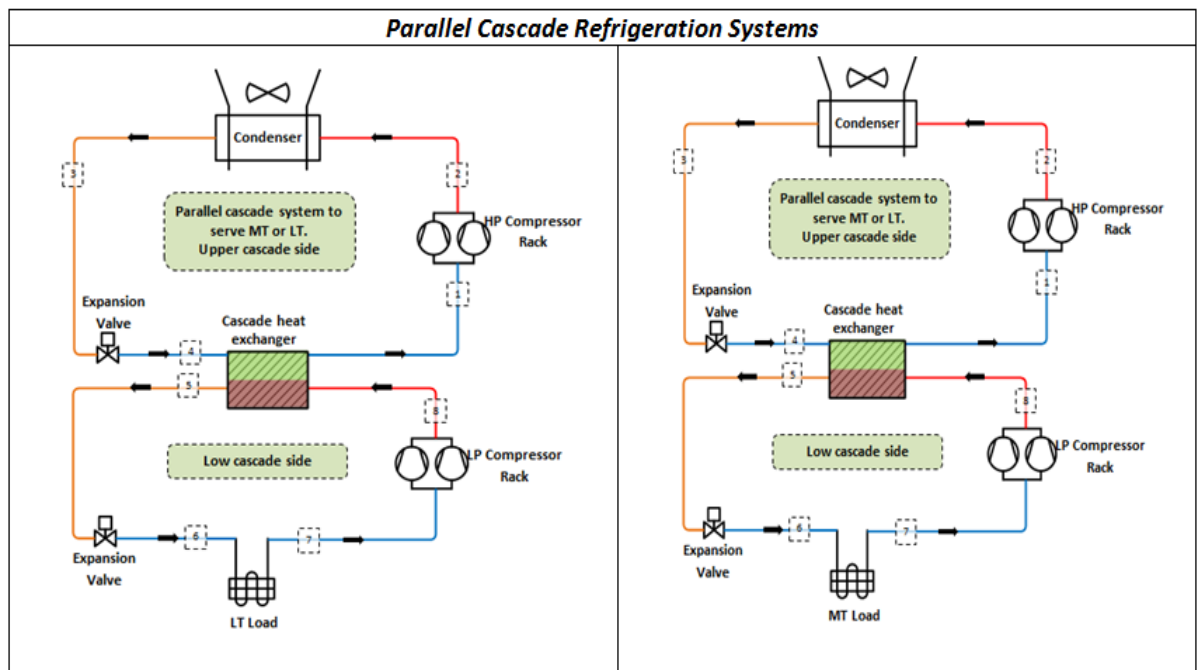 Parallel Cascade Refrigeration Systems
Condenser
3
2
Parallel cascade system to
serve MT or LT.
Upper cascade side
HP Compressor
Rack
1
Expansion
Valve
Cascade heat
exchanger
4
5
8
Low cascade side
LP Compressor
Rack
6
7
Expansion
Valve
LT Load
Condenser
3
2
Parallel cascade system to
serve MT or LT.
Upper cascade side
HP Compressor
Rack
1
Expansion
Valve
Cascade heat
exchanger
4
5
8
Low cascade side
LP Compressor
Rack
6
7
Expansion
Valve
MT Load